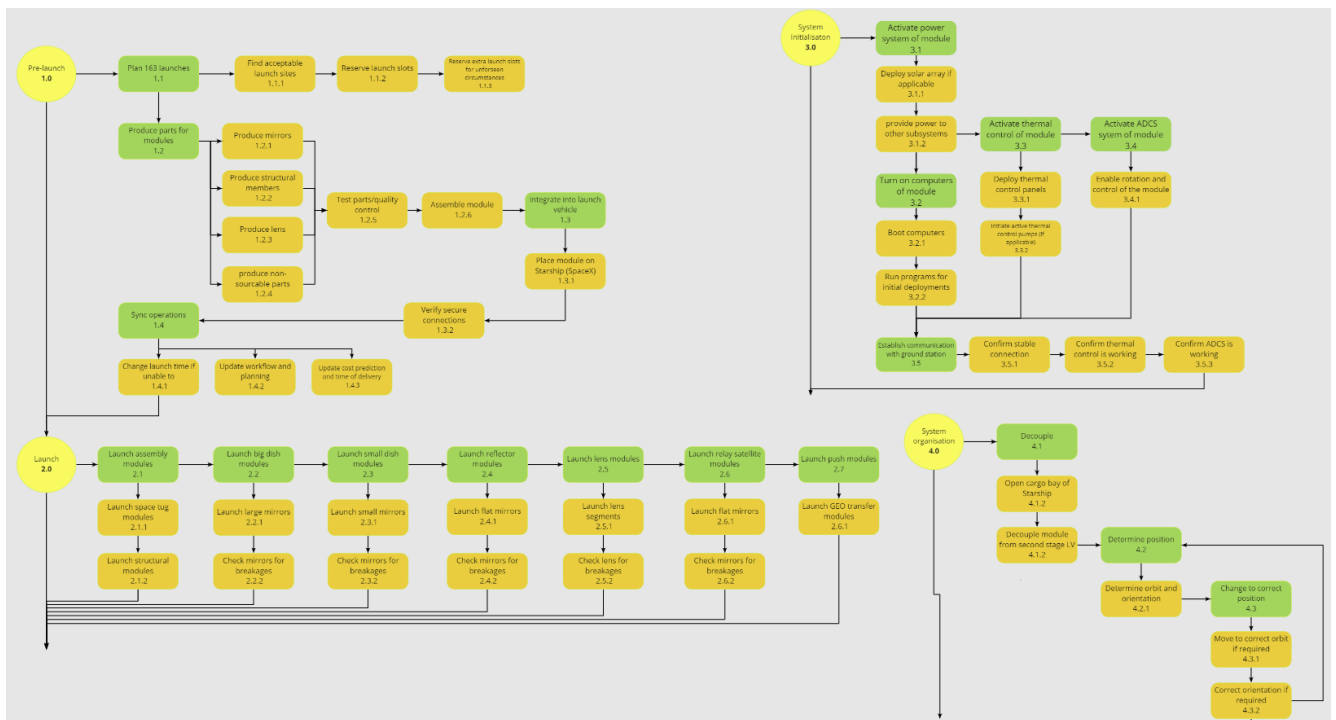 Pre-launch
1.0
Plan 163 launches
1.1
Find acceptable
launch sites
1.1.1
Reserve launch slots
1.1.2
Reserve extra launch slots
for unforseen
circumstances
1.1.3
Produce parts for
modules
1.2
Produce mirrors
1.2.1
Produce structural
members
1.2.2
Produce lens
1.2.3
produce non-
sourcable parts
1.2.4
Test parts/quality
control
1.2.5
Assemble module
1.2.6
Integrate into launch
vehicle
1.3
Place module on
Starship (SpaceX)
1.3.1
Verify secure
connections
1.3.2
Sync operations
1.4
Change launch time if
unable to
1.4.1
Update workflow and
planning
1.4.2
Update cost prediction
and time of delivery
1.4.3
Launch
2.0
Launch assembly
modules
2.1
Launch space tug
modules
2.1.1
Launch structural
modules
2.1.2
Launch big dish
modules
2.2
Launch large mirrors
2.2.1
Check mirrors for
breakages
2.2.2
Launch small dish
modules
2.3
Launch small mirrors
2.3.1
Check mirrors for
breakages
2.3.2
Launch reflector
modules
2.4
Launch flat mirrors
2.4.1
Check mirrors for
breakages
2.4.2
Launch lens modules
2.5
Launch lens
segments
2.5.1
Check lens for
breakages
2.5.2
Launch relay satellite
modules
2.6
Launch flat mirrors
2.6.1
Check mirrors for
breakages
2.6.2
Launch push modules
2.7
Launch GEO transfer
modules
2.6.1
System
Initialisaton
3.0
Activate power
system of module
3.1
Deploy solar array if
applicable
3.1.1
provide power to
other subsystems
3.1.2
Turn on computers
of module
3.2
Boot computers
3.2.1
Run programs for
initial deployments
3.2.2
Activate thermal
control of module
3.3
Deploy thermal
control panels
3.3.1
Initiate active thermal
control pumps (if
applicable)
3.3.2
Activate ADCS
sytem of module
3.4
Enable rotation and
control of the module
3.4.1
Establish communication
with ground station
3.5
Confirm stable
connection
3.5.1
Confirm thermal
control is working
3.5.2
Confirm ADCS is
working
3.5.3
System
organisation
4.0
Decouple
4.1
Open cargo bay of
Starship
4.1.2
Decouple module
from second stage LV
4.1.2
Determine position
4.2
Determine orbit and
orientation
4.2.1
Change to correct
position
4.3
Move to correct orbit
if required
4.3.1
Correct orientation if
required
4.3.2